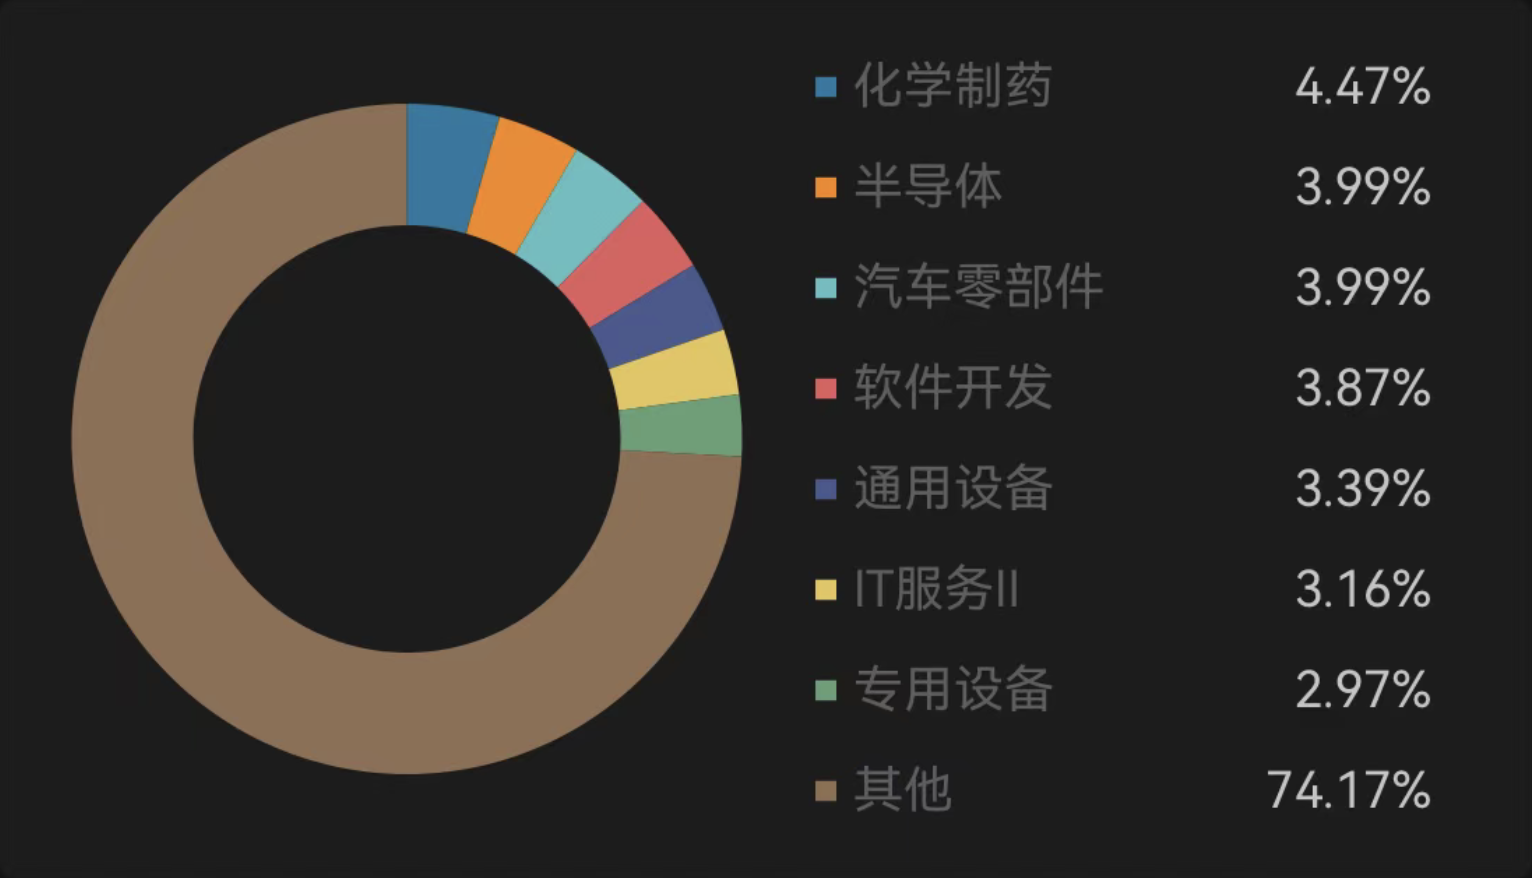 化学制药 4.47%
半导体 3.99%
汽车零部件 3.99%
软件开发 3.87%
通用设备 3.39%
IT服务II 3.16%
专用设备 2.97%
其他 74.17%